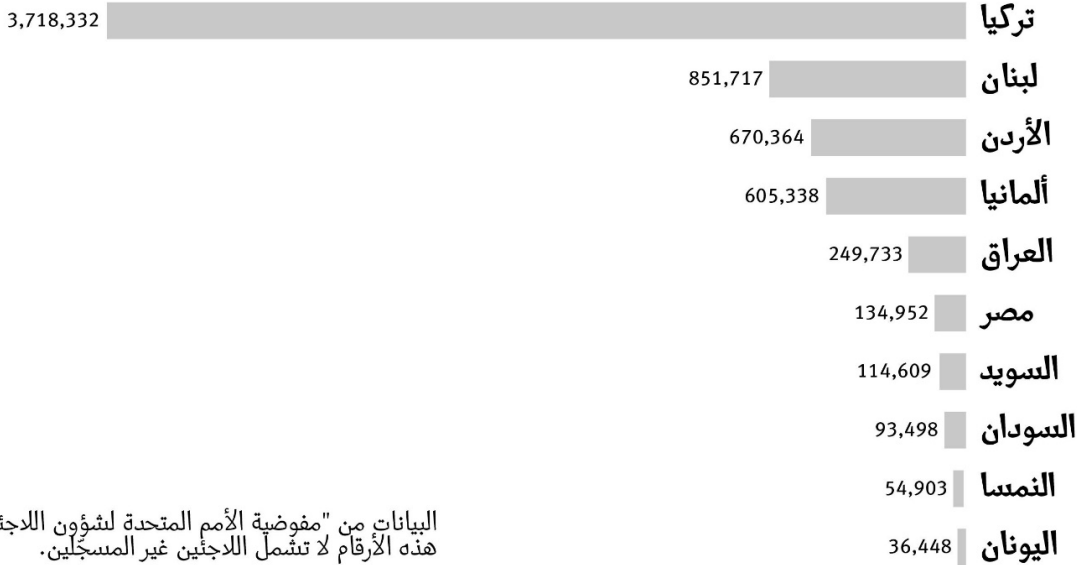 تركيا 3,718,332
لبنان 851,717
الأردن 670,364
ألمانيا 605,338
العراق 249,733
مصر 134,952
السويد 114,609
السودان 93,498
النمسا 54,903
اليونان 36,448
البيانات من "مفوضية الأمم المتحدة لشؤون
هذه الأرقام لا تشمل اللاجئين غير المسجّلين.